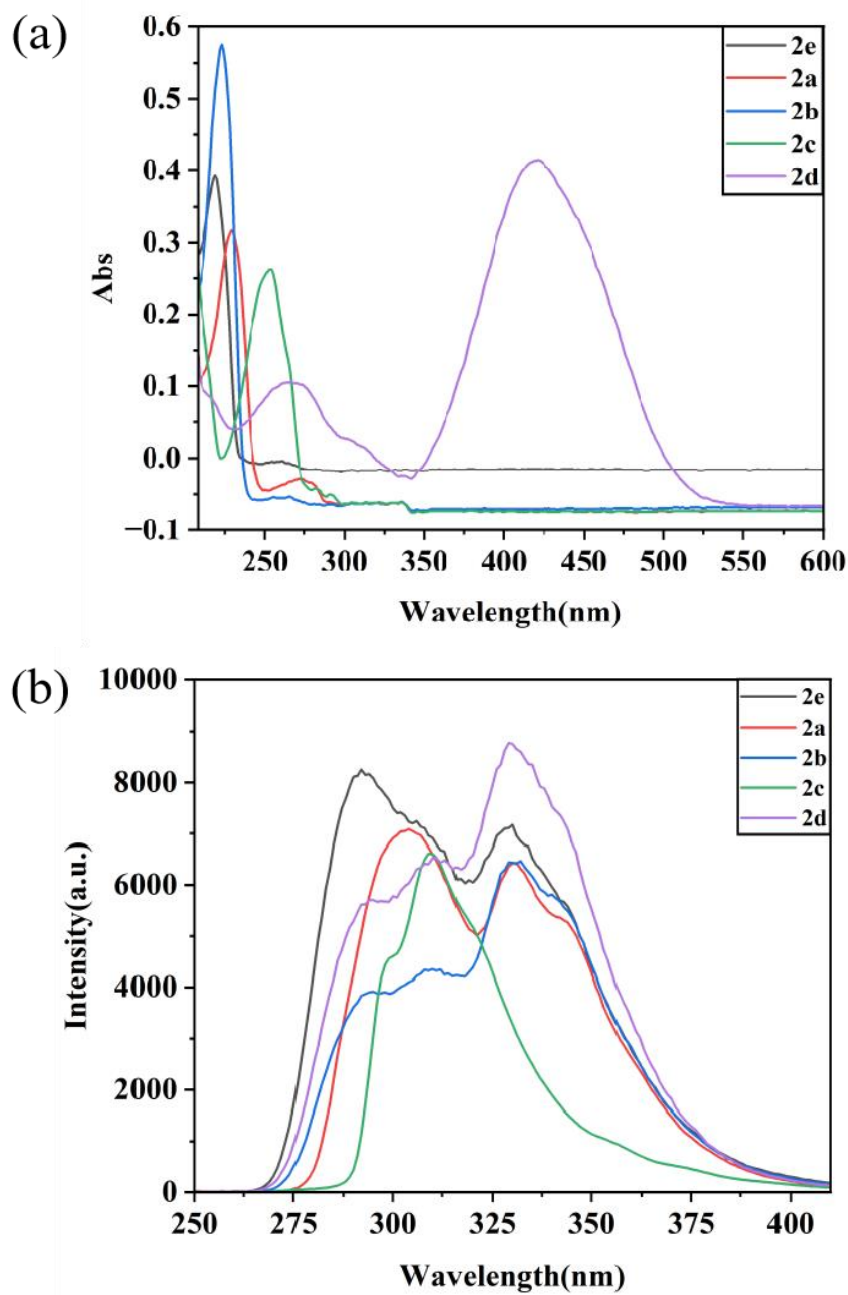 (a)
0.6
0.5
0.4
0.3
0.2
0.1
0.0
−0.1
Abs
2e
2a
2b
2c
2d
250 300 350 400 450 500 550 600
Wavelength(nm)
(b)
10000
8000
6000
4000
2000
0
Intensity(a.u.)
2e
2a
2b
2c
2d
250 275 300 325 350 375 400
Wavelength(nm)